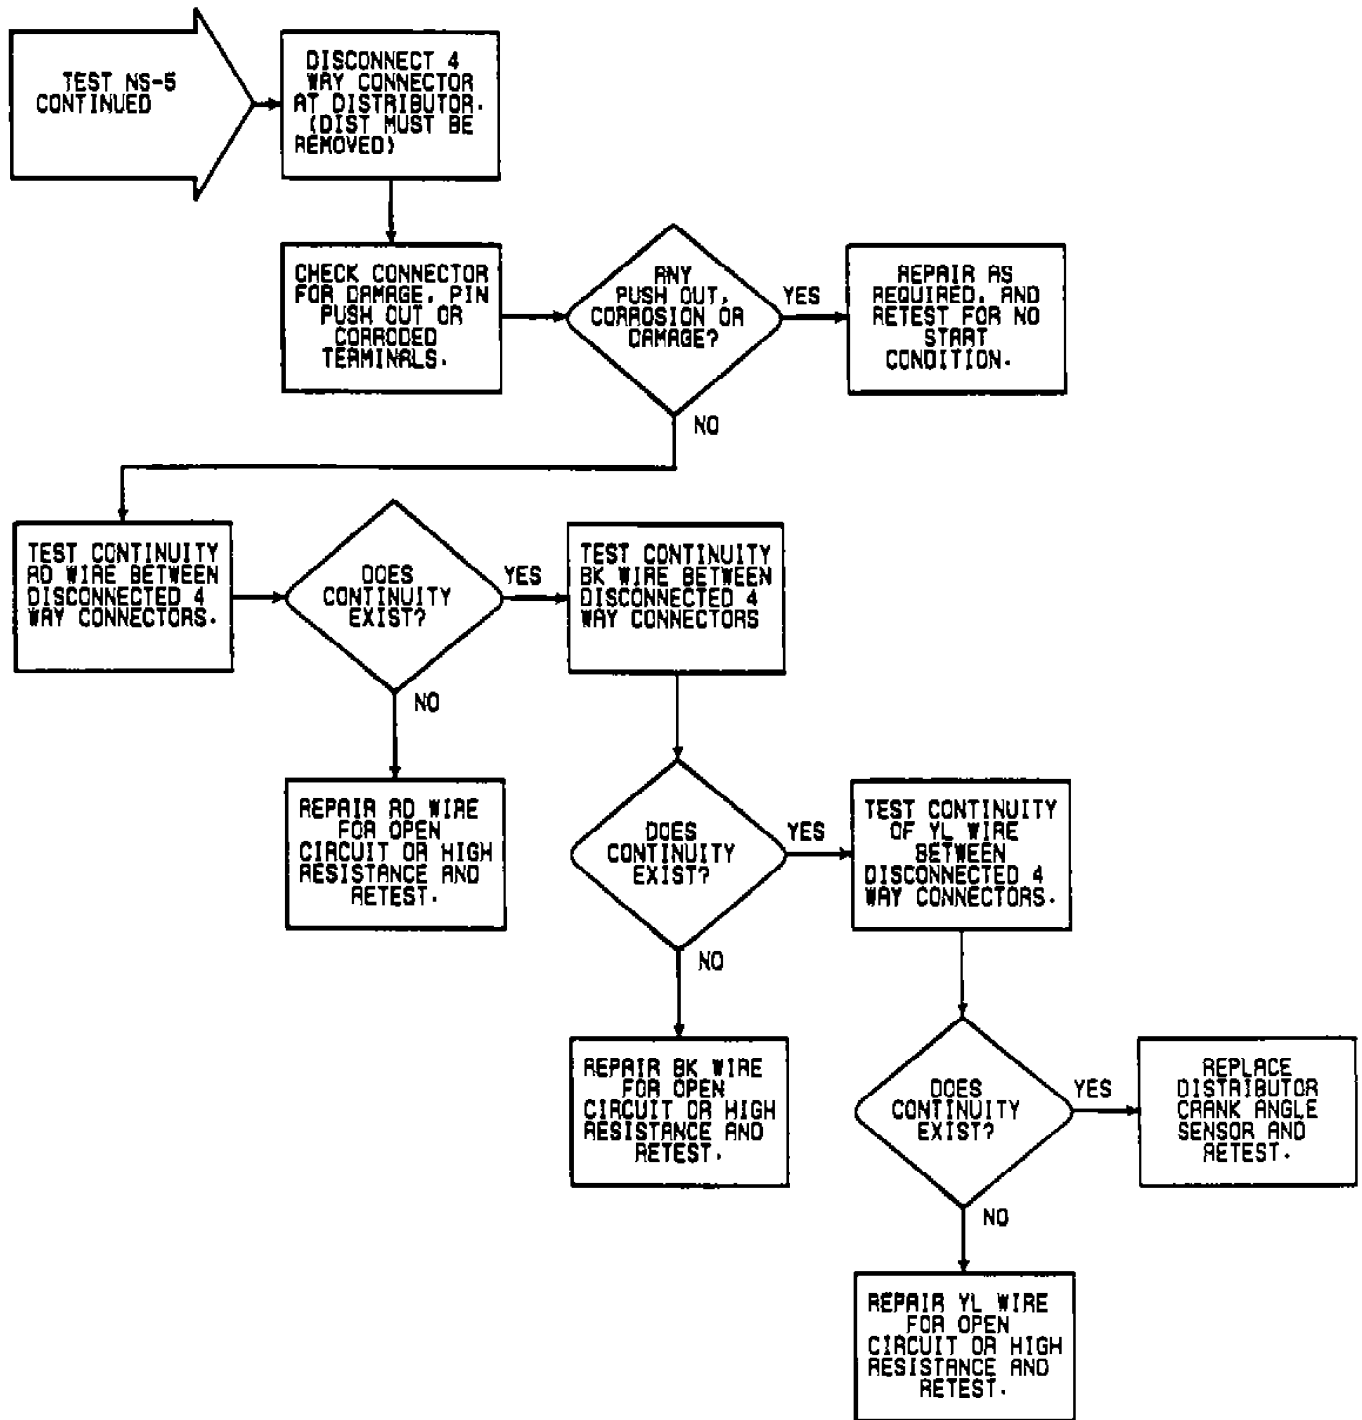 TEST NS-5
CONTINUED
DISCONNECT 4
WAY CONNECTOR
AT DISTRIBUTOR.
(DIST MUST BE
REMOVED)
CHECK CONNECTOR
FOR DAMAGE, PIN
PUSH OUT OR
CORRODED
TERMINALS.
ANY
PUSH OUT,
CORROSION OR
DAMAGE?
YES
REPAIR AS
REQUIRED, AND
RETEST FOR NO
START
CONDITION.
NO
TEST CONTINUITY
RD WIRE BETWEEN
DISCONNECTED 4
WAY CONNECTORS.
DOES
CONTINUITY
EXIST?
YES
TEST CONTINUITY
BK WIRE BETWEEN
DISCONNECTED 4
WAY CONNECTORS
NO
REPAIR RD WIRE
FOR OPEN
CIRCUIT OR HIGH
RESISTANCE AND
RETEST.
DOES
CONTINUITY
EXIST?
YES
TEST CONTINUITY
OF YL WIRE
BETWEEN
DISCONNECTED 4
WAY CONNECTORS.
NO
REPAIR BK WIRE
FOR OPEN
CIRCUIT OR HIGH
RESISTANCE AND
RETEST.
DOES
CONTINUITY
EXIST?
YES
REPLACE
DISTRIBUTOR
CRANK ANGLE
SENSOR AND
RETEST.
NO
REPAIR YL WIRE
FOR OPEN
CIRCUIT OR HIGH
RESISTANCE AND
RETEST.